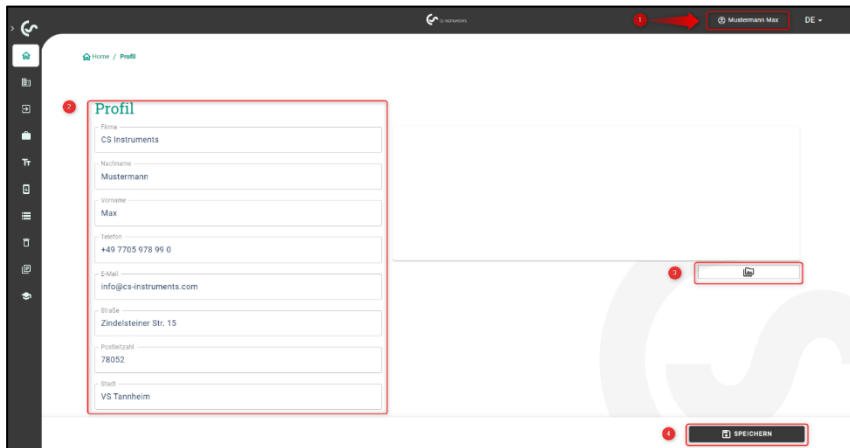 CS INSTRUMENTS
1
Mustermann Max
DE
Home / Profil
2
Profil
Firma
CS Instruments
Nachname
Mustermann
Vorname
Max
Telefon
+49 7705 978 99 0
E-Mail
info@cs-instruments.com
3
Straße
Zindelsteiner Str. 15
Postleitzahl
78052
Stadt
VS Tannheim
4
SPEICHERN